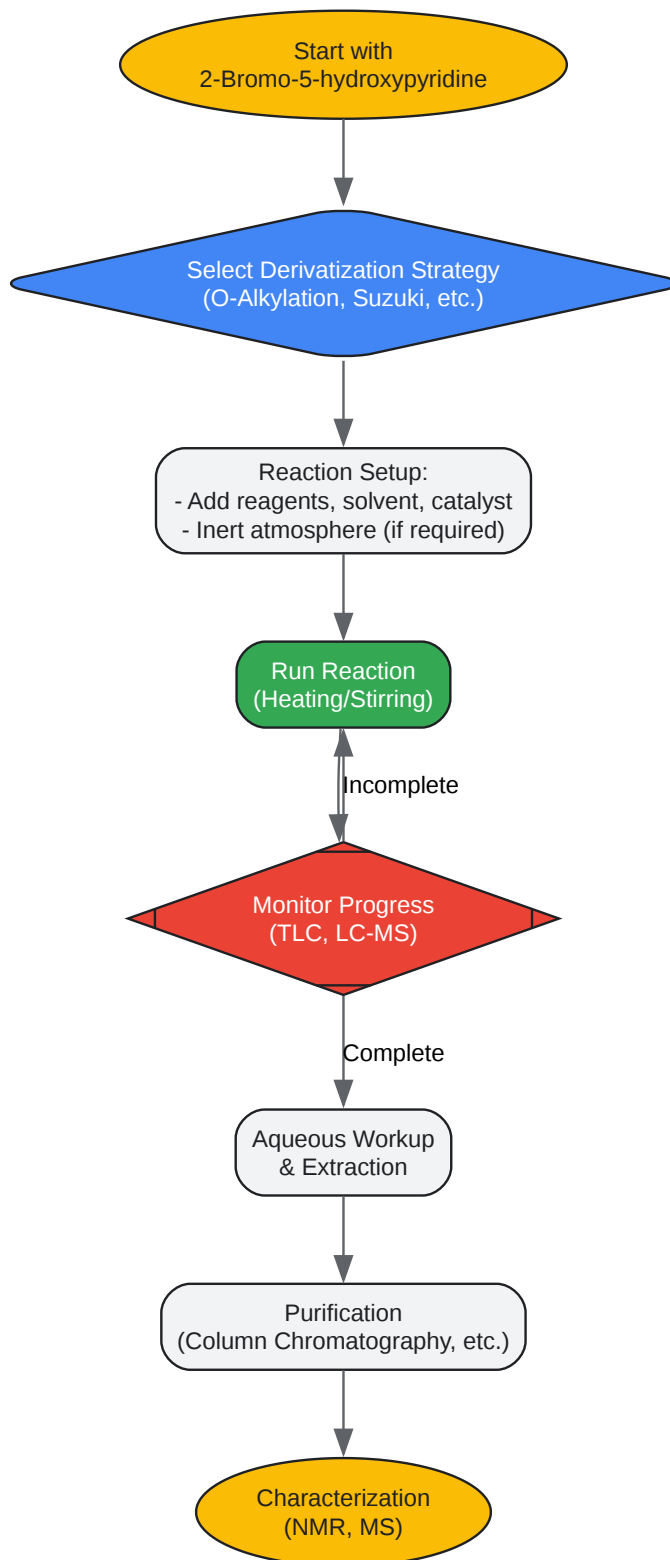 Start with
2-Bromo-5-hydroxypyridine
Select Derivatization Strategy
(O-Alkylation, Suzuki, etc.)
Reaction Setup:
- Add reagents, solvent, catalyst
- Inert atmosphere (if required)
Run Reaction
(Heating/Stirring)
Incomplete
Monitor Progress
(TLC, LC-MS)
Complete
Aqueous Workup
& Extraction
Purification
(Column Chromatography, etc.)
Characterization
(NMR, MS)